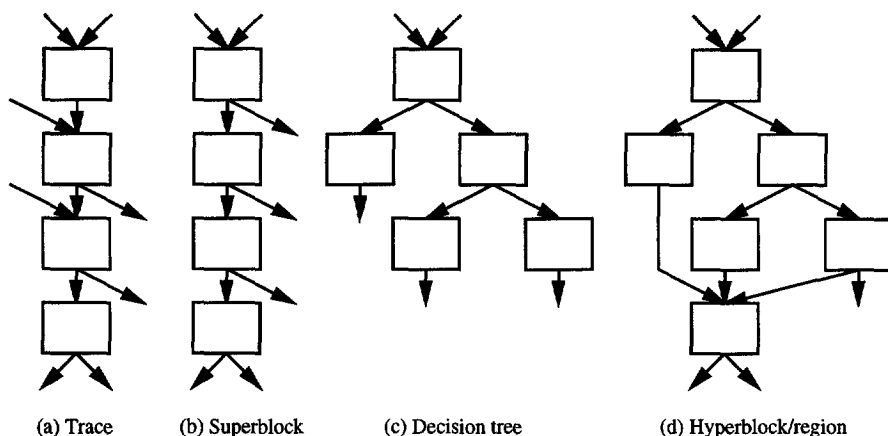 (a) Trace
(b) Superblock
(c) Decision tree
(d) Hyperblock/region